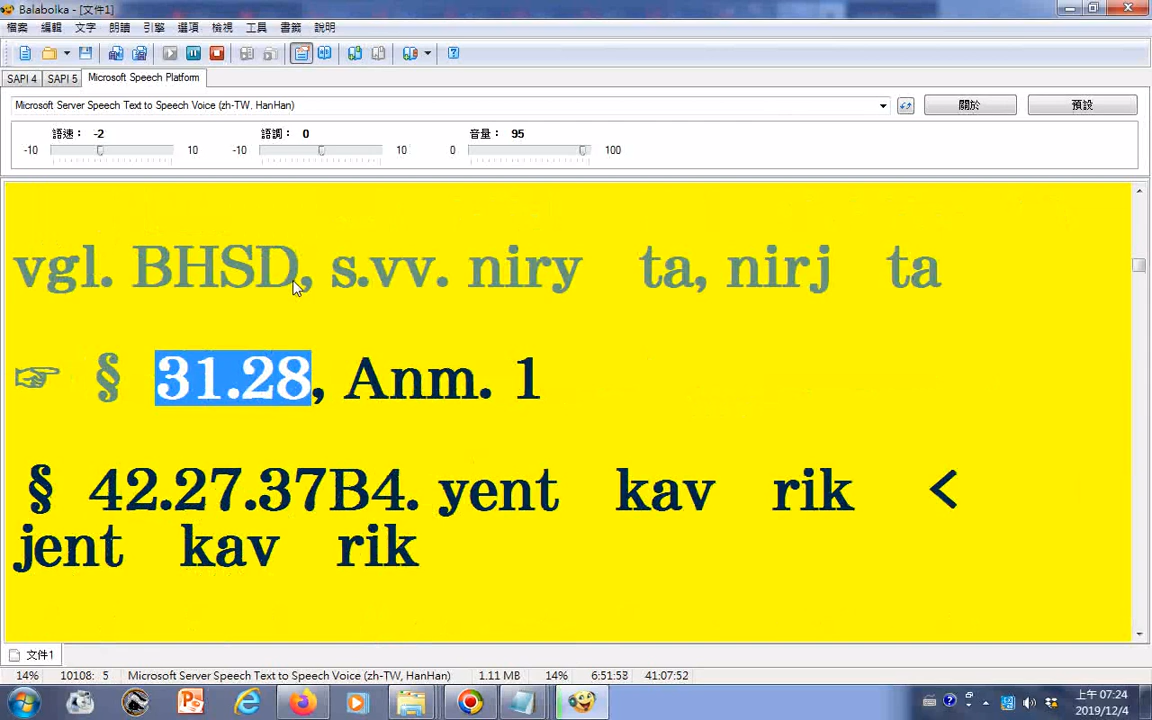 Balabolka - [文件1]
檔案 編輯 文字 朗讀 引擎 選項 檢視 工具 書籤 說明
SAPI 4 SAPI 5 Microsoft Speech Platform
Microsoft Server Speech Text to Speech Voice (zh-TW, HanHan) 關於 預設
語速： -2 語調： 0 音量： 95
-10 10 -10 10 0 100
vgl. BHSD, s.vv. niry ta, nirj ta
☞ § 31.28, Anm. 1
§ 42.27.37B4. yent kav rik <
jent kav rik
文件1
14% 10108: 5 Microsoft Server Speech Text to Speech Voice (zh-TW, HanHan) 1.11 MB 14% 6:51:53 41:07:52
上午 07:24
2019/12/4